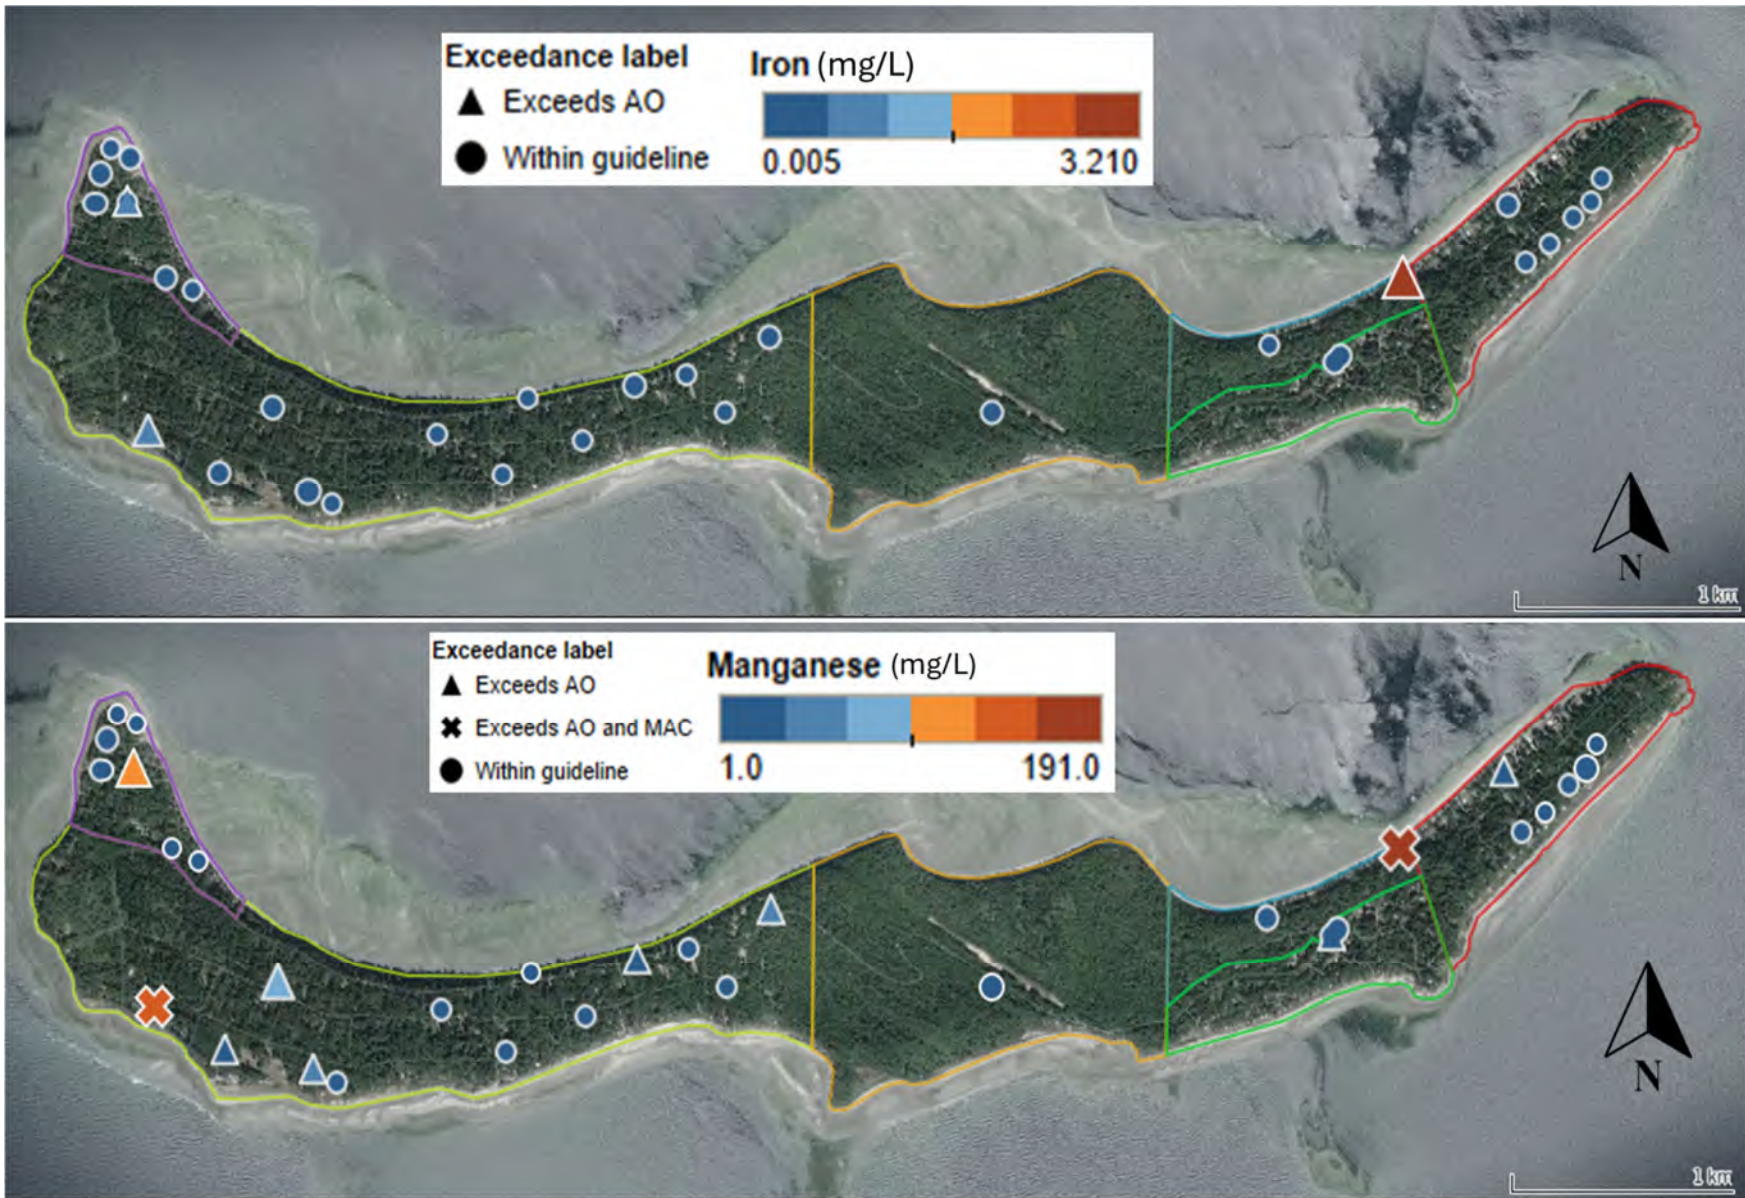 Exceedance label
Exceeds AO
Within guideline
Iron (mg/L)
0.005 3.210
N
1 km
Exceedance label
Exceeds AO
Exceeds AO and MAC
Within guideline
Manganese (mg/L)
1.0 191.0
N
1 km